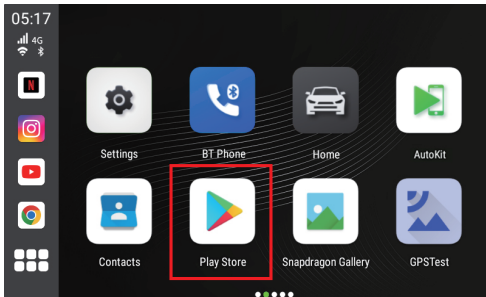 05:17
4G
N
Settings
BT Phone
Home
AutoKit
Contacts
Play Store
Snapdragon Gallery
GPSTest